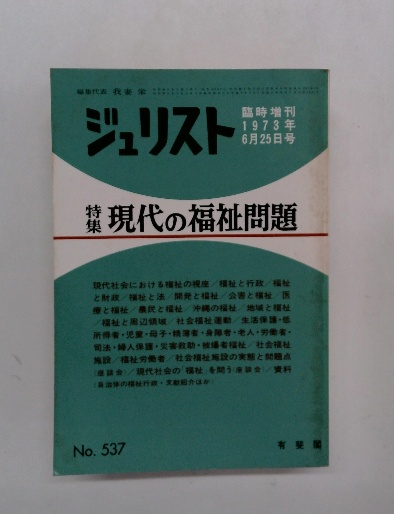 編集代表 我妻 栄
ジュリスト
臨時増刊
1973年
6月25日号
特集 現代の福祉問題
現代社会における福祉の視座/福祉と行政/福祉
と財政/福祉と法/開発と福祉/公害と福祉/医
療と福祉/農民と福祉/沖縄の福祉/地域と福祉
/福祉と周辺領域/社会福祉運動/生活保護・低
所得者・児童・母子・精薄者・身障者・老人・労働者・
司法・婦人保護・災害救助・被爆者福祉/社会福祉
施設/福祉労働者/社会福祉施設の実態と問題点
(座談会)/現代社会の「福祉」を問う(座談会)/資料
(自治体の福祉行政・文献紹介ほか)
No. 537
有斐閣